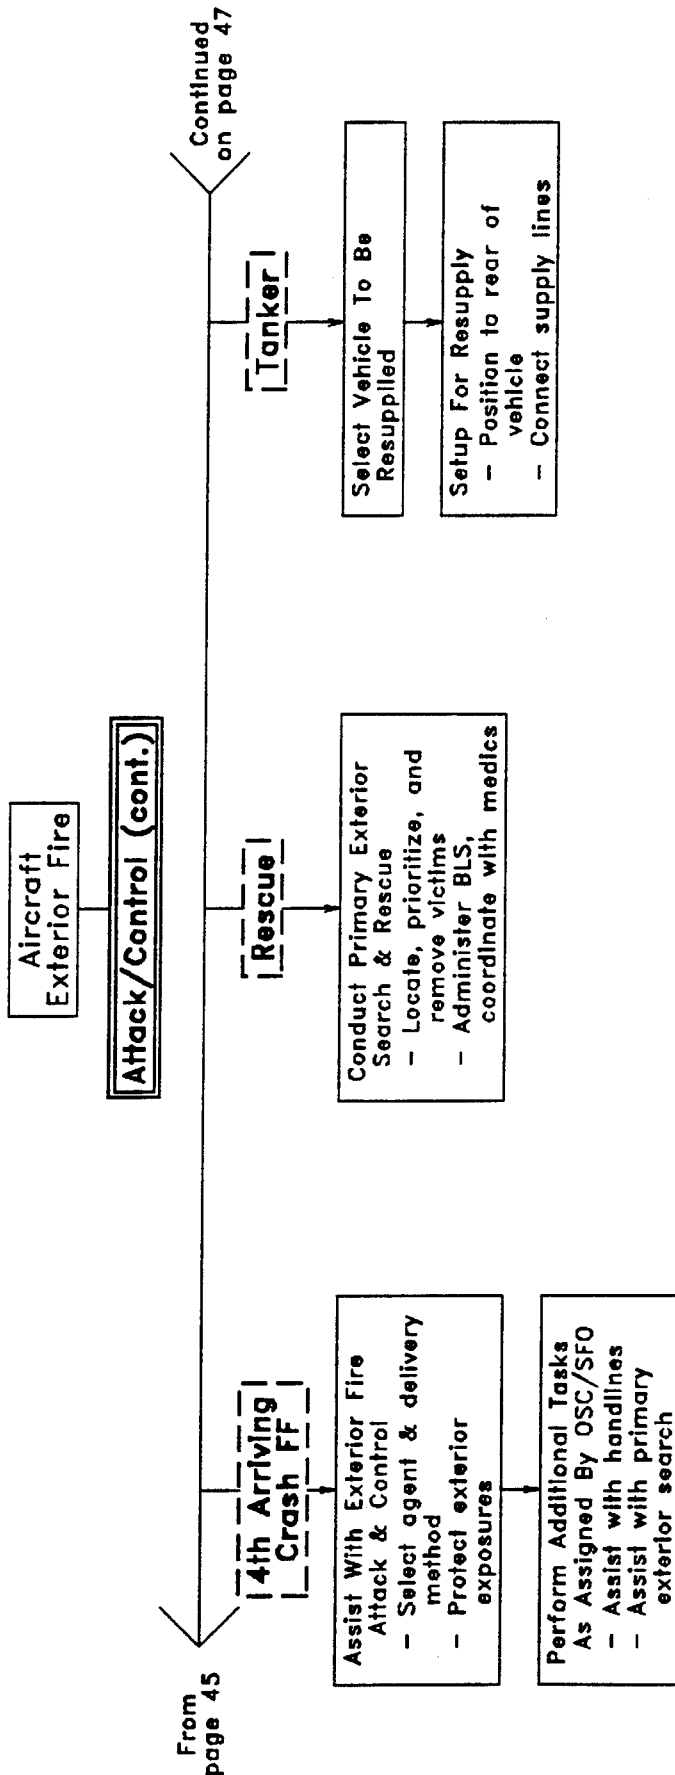 Aircraft
Exterior Fire
Attack/Control (cont.)
From
page 45
Continued
on page 47
4th Arriving
Crash FF
Assist With Exterior Fire
Attack & Control
- Select agent & delivery
method
- Protect exterior
exposures
Perform Additional Tasks
As Assigned By OSC/SFO
- Assist with handlines
- Assist with primary
exterior search
Rescue
Conduct Primary Exterior
Search & Rescue
- Locate, prioritize, and
remove victims
- Administer BLS,
coordinate with medics
Tanker
Select Vehicle To Be
Resupplied
Setup For Resupply
- Position to rear of
vehicle
- Connect supply lines